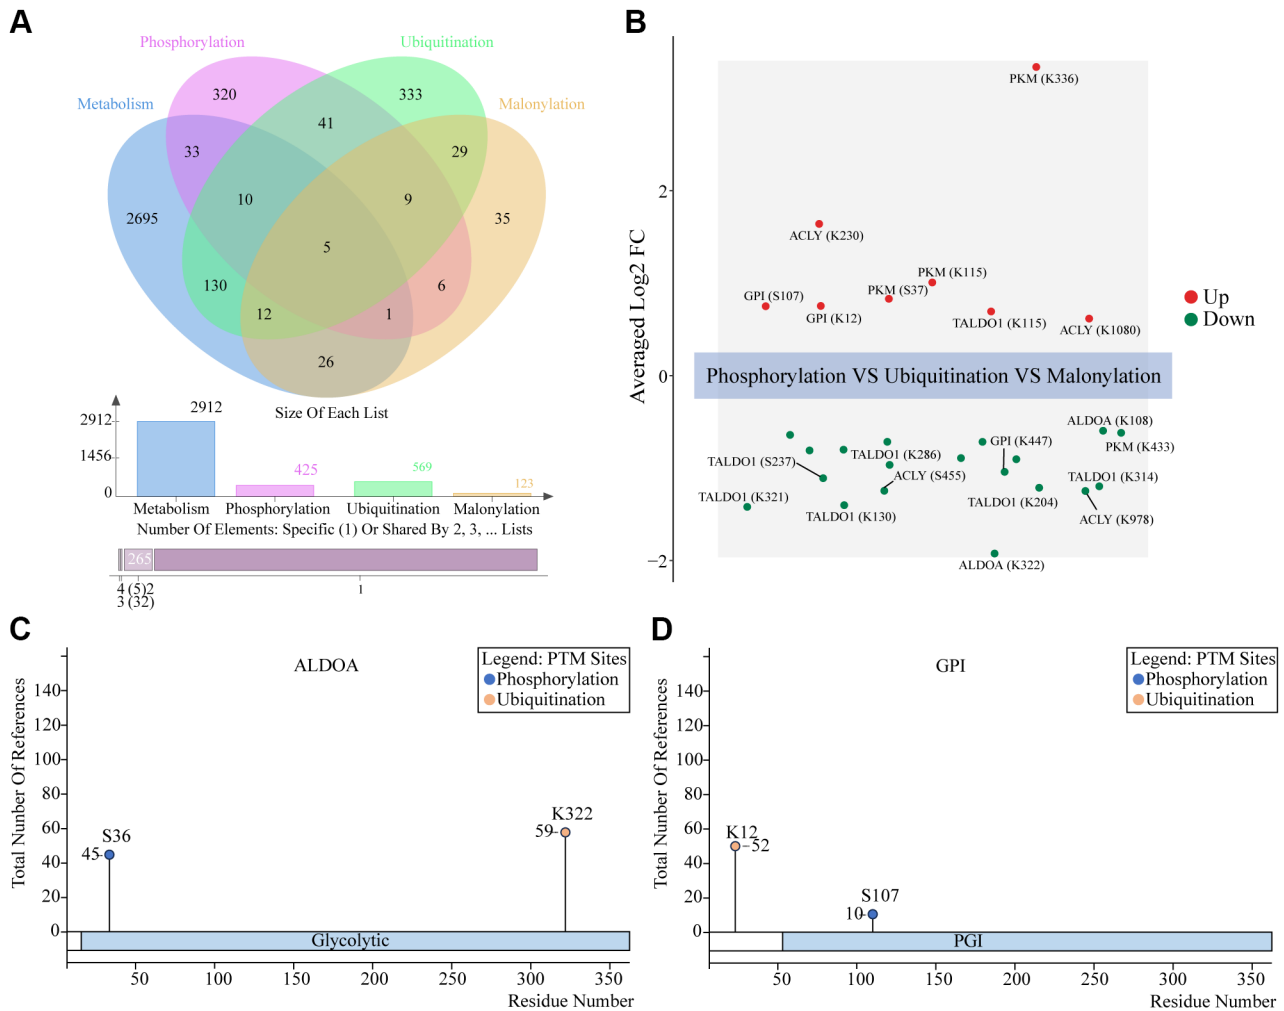 A
Phosphorylation
Ubiquitination
Metabolism
Malonylation
320
333
41
33
29
10
9
2695
35
5
130
6
12
1
26
Size Of Each List
2912
2912
1456
0
425
569
123
Metabolism
Phosphorylation
Ubiquitination
Malonylation
Number Of Elements: Specific (1) Or Shared By 2, 3, ... Lists
265
4 (5)2
1
3 (32)
B
Averaged Log2 FC
2
0
−2
PKM (K336)
ACLY (K230)
PKM (K115)
GPI (S107)
PKM (S37)
GPI (K12)
TALDO1 (K115)
ACLY (K1080)
Up
Down
Phosphorylation VS Ubiquitination VS Malonylation
ALDOA (K108)
GPI (K447)
PKM (K433)
TALDO1 (K286)
TALDO1 (S237)
ACLY (S455)
TALDO1 (K314)
TALDO1 (K321)
TALDO1 (K204)
TALDO1 (K130)
ACLY (K978)
ALDOA (K322)
C
ALDOA
Legend: PTM Sites
Phosphorylation
Ubiquitination
Total Number Of References
140
120
100
80
60
40
20
0
S36
45
K322
59
Glycolytic
50
100
150
200
250
300
350
Residue Number
D
GPI
Legend: PTM Sites
Phosphorylation
Ubiquitination
Total Number Of References
140
120
100
80
60
40
20
0
K12
52
S107
10
PGI
50
100
150
200
250
300
350
Residue Number